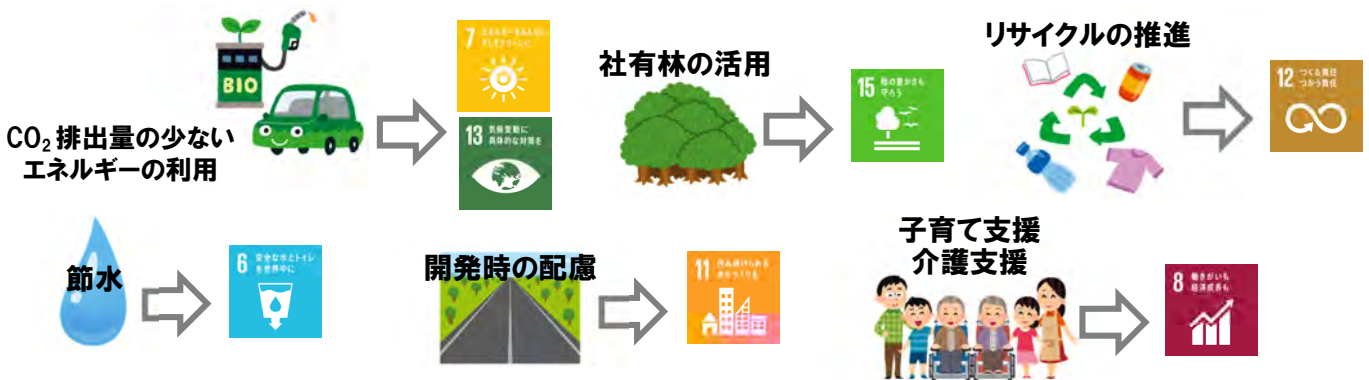 BIO
CO₂排出量の少ない
エネルギーの利用
7 エネルギーをみんなに
そしてクリーンに
13 気候変動に
具体的な対策を
社有林の活用
15 陸の豊かさも
守ろう
リサイクルの推進
12 つくる責任
つかう責任
節水
6 安全な水とトイレ
を世界中に
開発時の配慮
11 住み続けられる
まちづくりを
子育て支援
介護支援
8 働きがいも
経済成長も